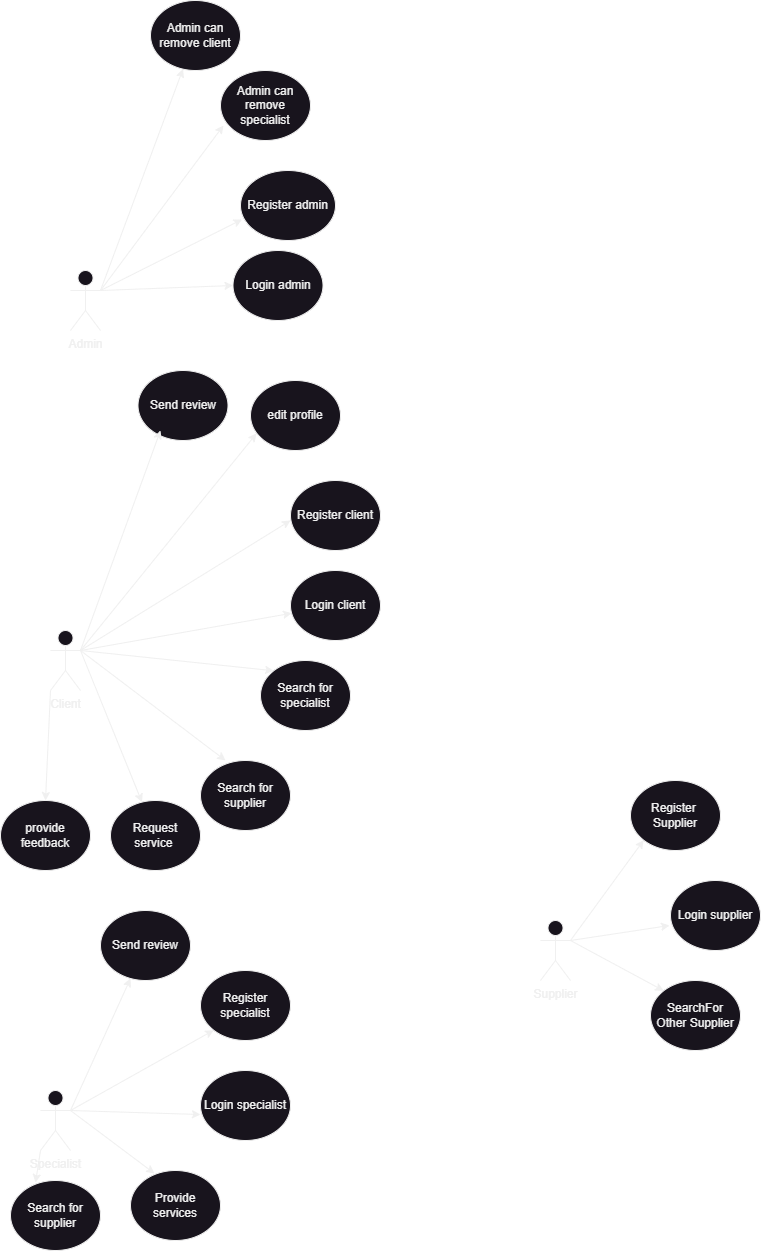 Admin can
remove client
Admin can
remove
specialist
Register admin
Login admin
Admin
Send review
edit profile
Register client
Login client
Client
Search for
specialist
Search for
supplier
provide
feedback
Request
service
Register
Supplier
Login supplier
Supplier
SearchFor
Other Supplier
Send review
Register
specialist
Login specialist
Specialist
Search for
supplier
Provide
services